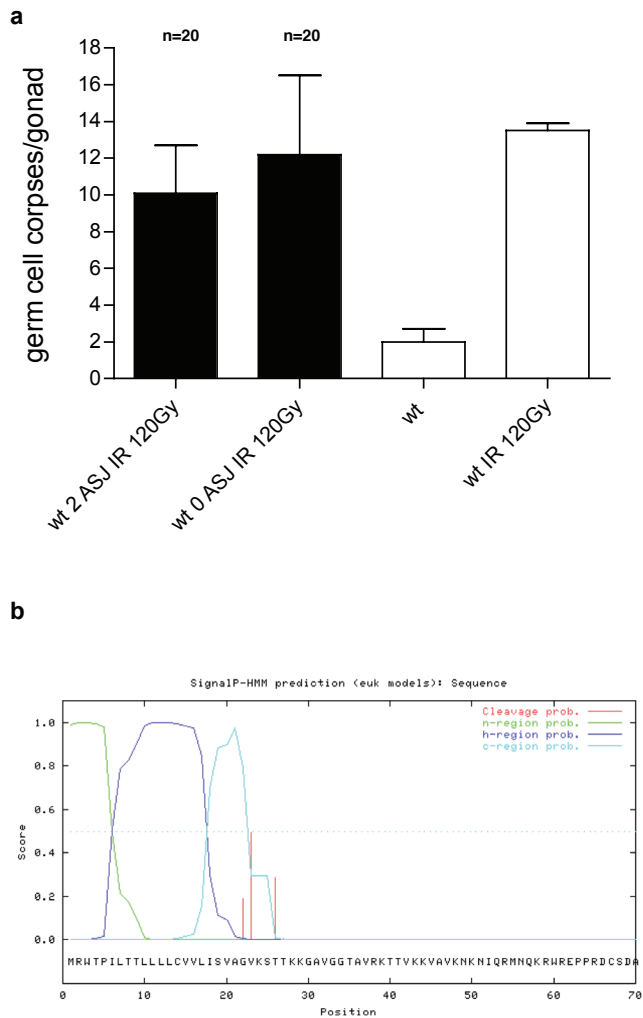 a
n=20 n=20
18
16
14
12
10
8
6
4
2
0
germ cell corpses/gonad
wt 2 ASJ IR 120Gy
wt 0 ASJ IR 120Gy
wt
wt IR 120Gy
b
SignalP-HMM prediction (euk models): Sequence
Cleavage prob.
n-region prob.
h-region prob.
c-region prob.
1.0
0.8
0.6
0.4
0.2
0.0
Score
MRWTPILTTLLLLCVVLISVAGVKSTTKKGAVGGTAVRKTTVKKVAVKNKNIQRMNQKRWREPPRDCSDA
0 10 20 30 40 50 60 70
Position